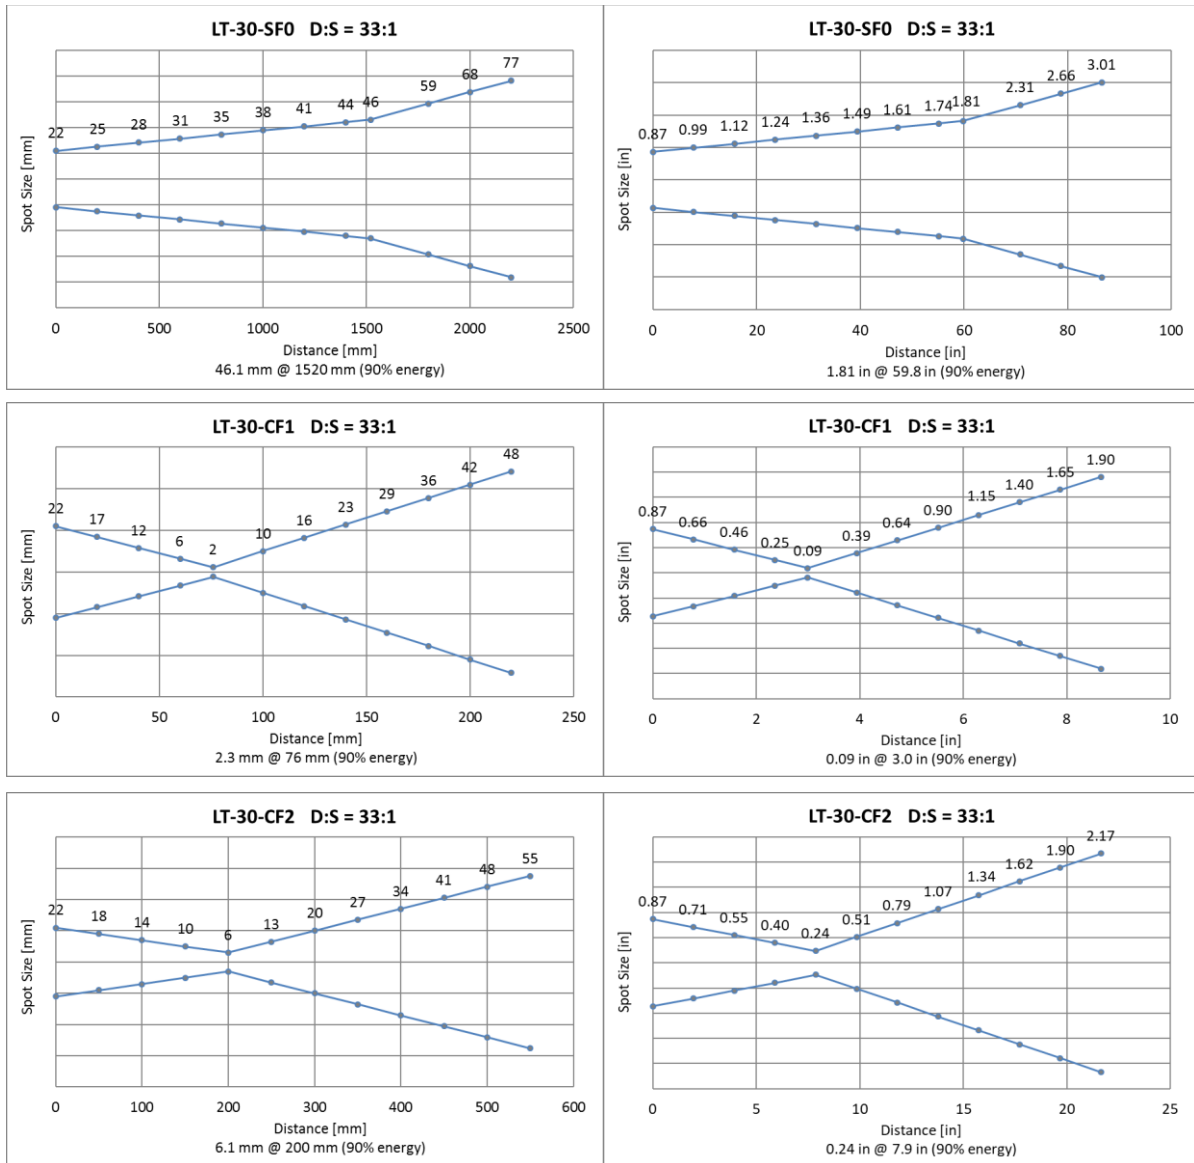 LT-30-SF0   D:S = 33:1
22 25 28 31 35 38 41 44 46 59 68 77
Spot Size [mm]
0 500 1000 1500 2000 2500
Distance [mm]
46.1 mm @ 1520 mm (90% energy)
LT-30-SF0   D:S = 33:1
0.87 0.99 1.12 1.24 1.36 1.49 1.61 1.74 1.81 2.31 2.66 3.01
Spot Size [in]
0 20 40 60 80 100
Distance [in]
1.81 in @ 59.8 in (90% energy)
LT-30-CF1   D:S = 33:1
22 17 12 6 2 10 16 23 29 36 42 48
Spot Size [mm]
0 50 100 150 200 250
Distance [mm]
2.3 mm @ 76 mm (90% energy)
LT-30-CF1   D:S = 33:1
0.87 0.66 0.46 0.25 0.09 0.39 0.64 0.90 1.15 1.40 1.65 1.90
Spot Size [in]
0 2 4 6 8 10
Distance [in]
0.09 in @ 3.0 in (90% energy)
LT-30-CF2   D:S = 33:1
22 18 14 10 6 13 20 27 34 41 48 55
Spot Size [mm]
0 100 200 300 400 500 600
Distance [mm]
6.1 mm @ 200 mm (90% energy)
LT-30-CF2   D:S = 33:1
0.87 0.71 0.55 0.40 0.24 0.51 0.79 1.07 1.34 1.62 1.90 2.17
Spot Size [in]
0 5 10 15 20 25
Distance [in]
0.24 in @ 7.9 in (90% energy)